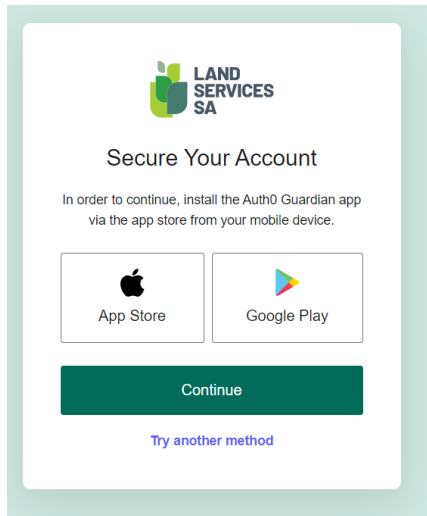 LAND
SERVICES
SA
Secure Your Account
In order to continue, install the Auth0 Guardian app
via the app store from your mobile device.
App Store
Google Play
Continue
Try another method